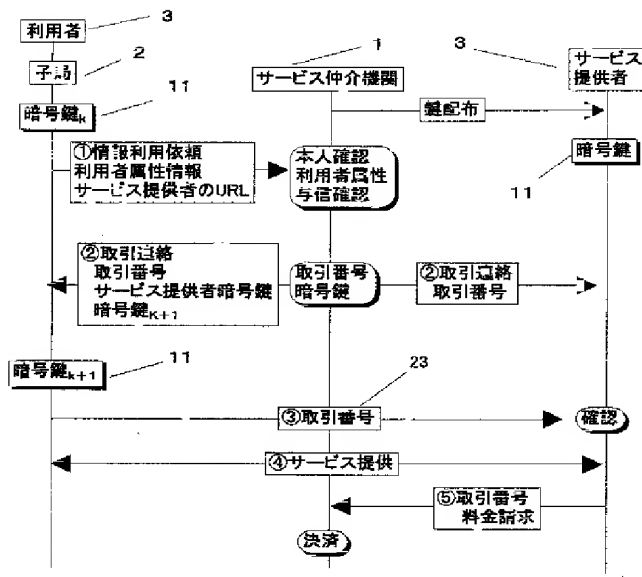 3
利用者
2
子局
11
暗号鍵k
1
サービス仲介機関
3
サービス
提供者
鍵配布
暗号鍵
11
①情報利用依頼
利用者属性情報
サービス提供者のURL
本人確認
利用者属性
与信確認
②取引連絡
取引番号
サービス提供者暗号鍵
暗号鍵K+1
取引番号
暗号鍵
②取引連絡
取引番号
11
暗号鍵k+1
23
③取引番号
確認
④サービス提供
⑤取引番号
料金請求
決済